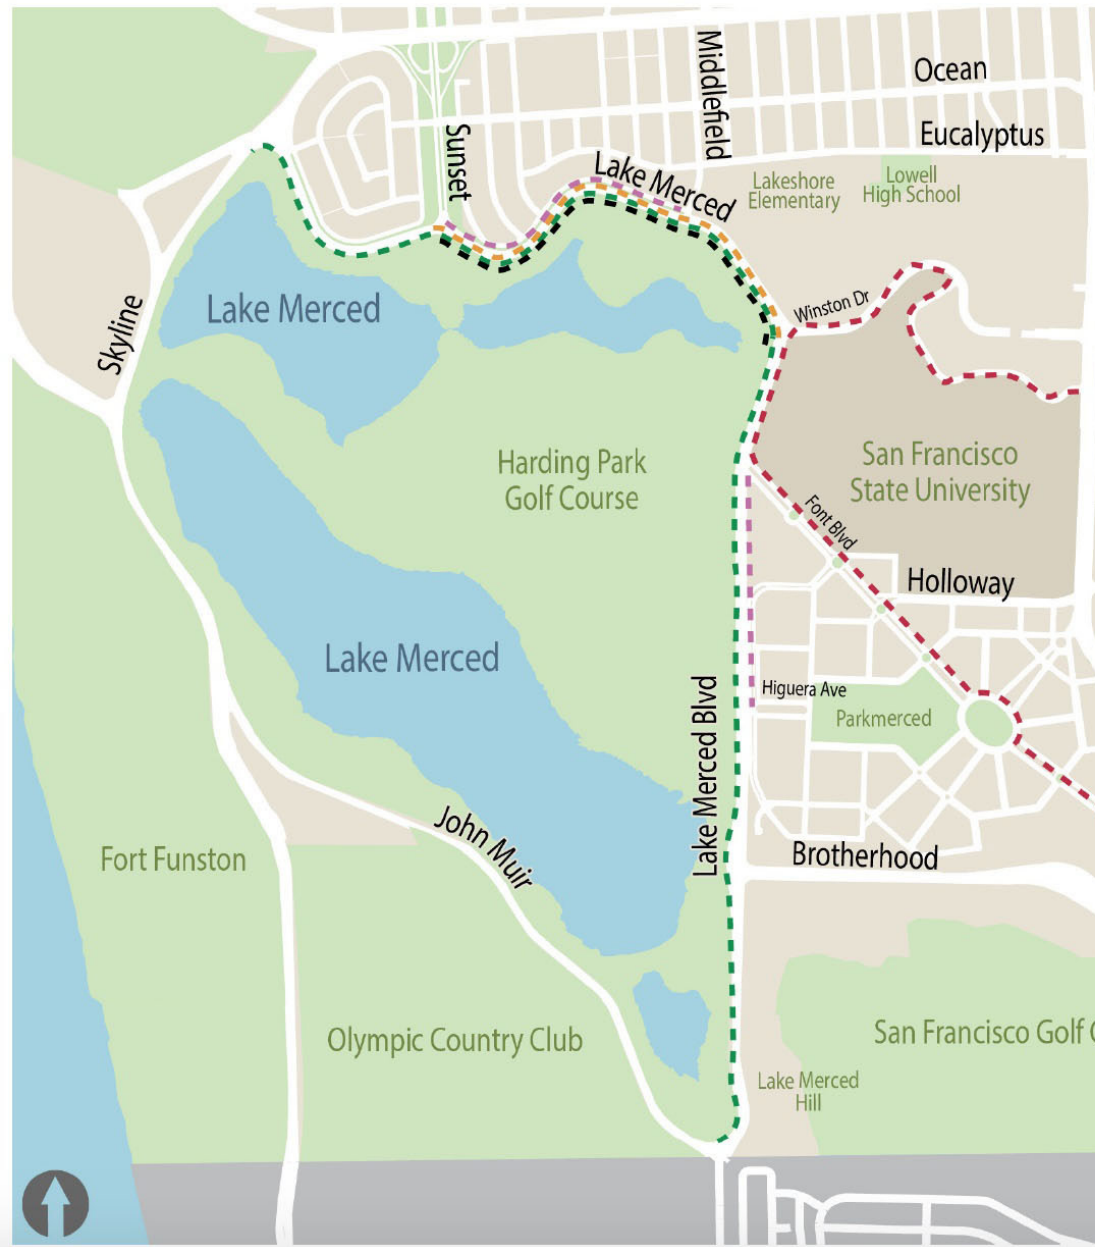 Ocean
Middlefield
Eucalyptus
Sunset
Lake Merced
Lakeshore
Elementary
Lowell
High School
Lake Merced
Winston Dr
Skyline
Harding Park
Golf Course
San Francisco
State University
Font Blvd
Holloway
Lake Merced
Higuera Ave
Lake Merced Blvd
Parkmerced
John Muir
Brotherhood
Fort Funston
Olympic Country Club
San Francisco Golf
Lake Merced
Hill